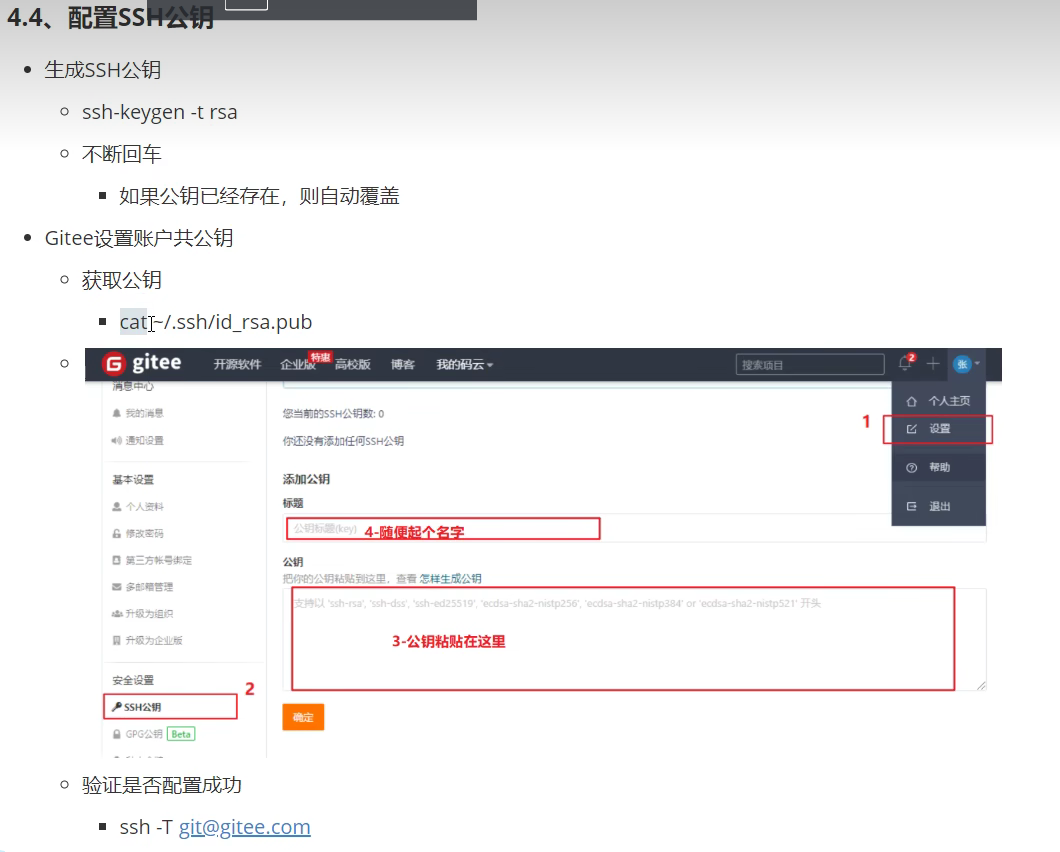 4.4、配置SSH公钥
生成SSH公钥
ssh-keygen -t rsa
不断回车
如果公钥已经存在，则自动覆盖
Gitee设置账户共公钥
获取公钥
cat ~/.ssh/id_rsa.pub
gitee 开源软件 企业版 特惠 高校版 博客 我的码云 搜索项目 2 张
消息中心
我的消息
通知设置
基本设置
个人资料
修改密码
第三方帐号绑定
多邮箱管理
升级为组织
升级为企业版
安全设置
2
SSH公钥
GPG公钥 Beta
您当前的SSH公钥数: 0
你还没有添加任何SSH公钥
添加公钥
标题
公钥标题(key) 4-随便起个名字
公钥
把你的公钥粘贴到这里，查看 怎样生成公钥
支持以 'ssh-rsa', 'ssh-dss', 'ssh-ed25519', 'ecdsa-sha2-nistp256', 'ecdsa-sha2-nistp384' or 'ecdsa-sha2-nistp521' 开头
3-公钥粘贴在这里
确定
个人主页
1 设置
帮助
退出
验证是否配置成功
ssh -T git@gitee.com